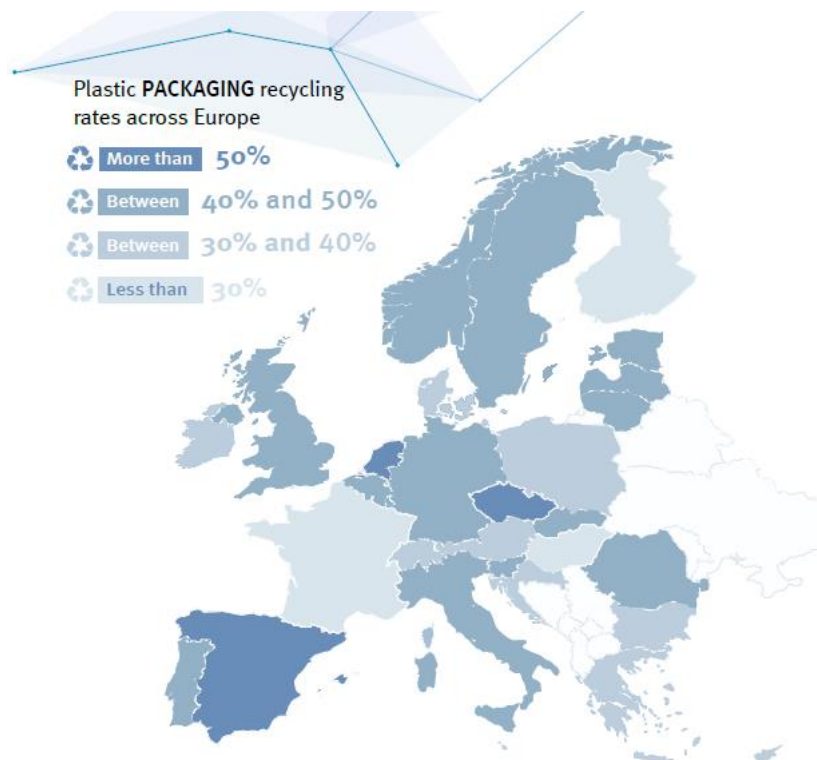 Plastic PACKAGING recycling
rates across Europe
More than 50%
Between 40% and 50%
Between 30% and 40%
Less than 30%